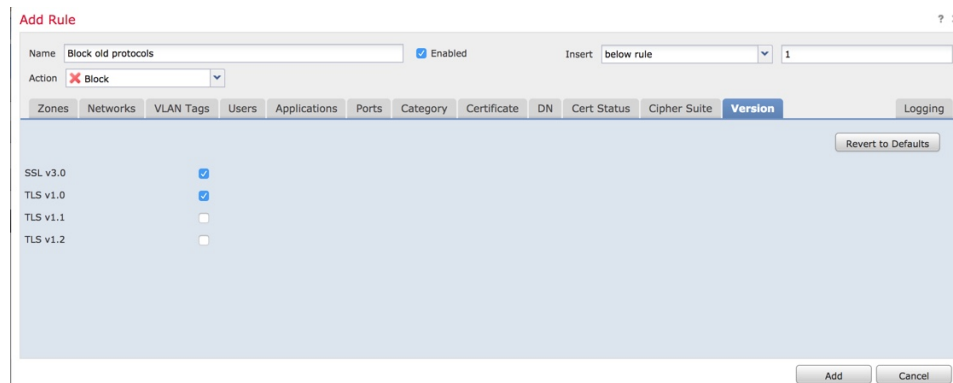 Add Rule ?
Name Block old protocols Enabled Insert below rule 1
Action Block
Zones Networks VLAN Tags Users Applications Ports Category Certificate DN Cert Status Cipher Suite Version Logging
Revert to Defaults
SSL v3.0
TLS v1.0
TLS v1.1
TLS v1.2
Add Cancel